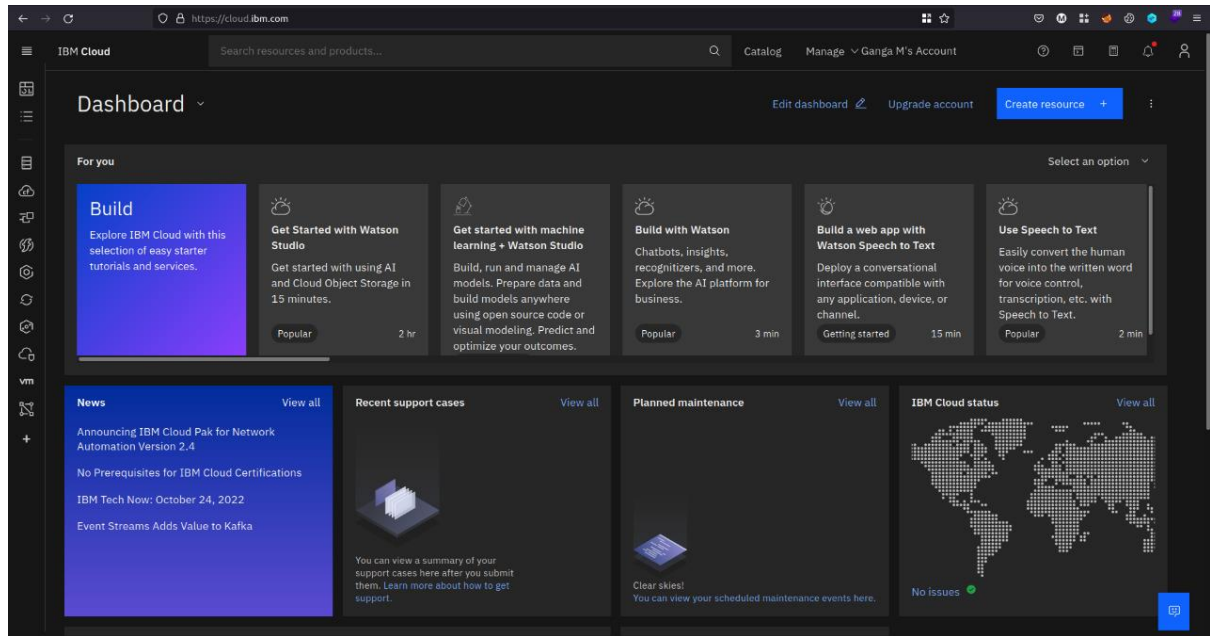 https://cloud.ibm.com
IBM Cloud
Search resources and products...
Catalog
Manage
Ganga M's Account
Dashboard
Edit dashboard
Upgrade account
Create resource +
For you
Select an option
Build
Explore IBM Cloud with this
selection of easy starter
tutorials and services.
Get Started with Watson
Studio
Get started with using AI
and Cloud Object Storage in
15 minutes.
Popular
2 hr
Get started with machine
learning + Watson Studio
Build, run and manage AI
models. Prepare data and
build models anywhere
using open source code or
visual modeling. Predict and
optimize your outcomes.
Build with Watson
Chatbots, insights,
recognitizers, and more.
Explore the AI platform for
business.
Popular
3 min
Build a web app with
Watson Speech to Text
Deploy a conversational
interface compatible with
any application, device, or
channel.
Getting started
15 min
Use Speech to Text
Easily convert the human
voice into the written word
for voice control,
transcription, etc. with
Speech to Text.
Popular
2 min
vm
News
View all
Announcing IBM Cloud Pak for Network
Automation Version 2.4
No Prerequisites for IBM Cloud Certifications
IBM Tech Now: October 24, 2022
Event Streams Adds Value to Kafka
Recent support cases
View all
You can view a summary of your
support cases here after you submit
them. Learn more about how to get
support.
Planned maintenance
View all
Clear skies!
You can view your scheduled maintenance events here.
IBM Cloud status
View all
No issues